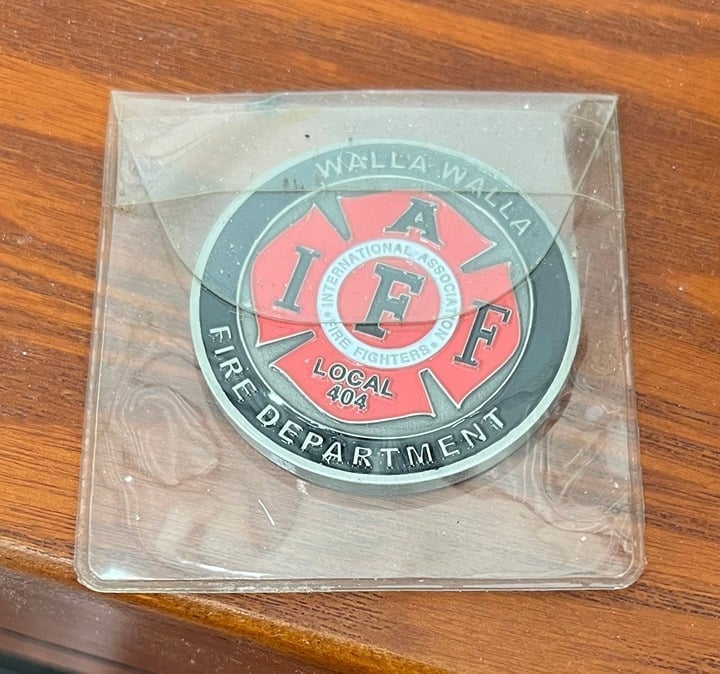 WALLA WALLA
FIRE DEPARTMENT
I A F F
INTERNATIONAL ASSOCIATION
FIRE FIGHTERS
F
LOCAL
404